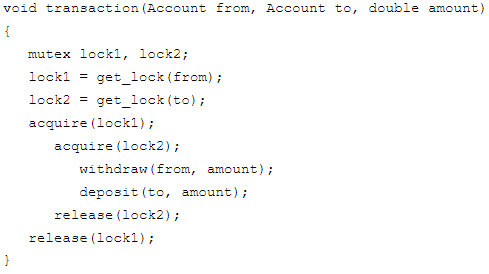 void transaction(Account from, Account to, double amount)
{
mutex lock1, lock2;
lock1 = get_lock(from);
lock2 = get_lock(to);
acquire(lock1);
acquire(lock2);
withdraw(from, amount);
deposit(to, amount);
release(lock2);
release(lock1);
}